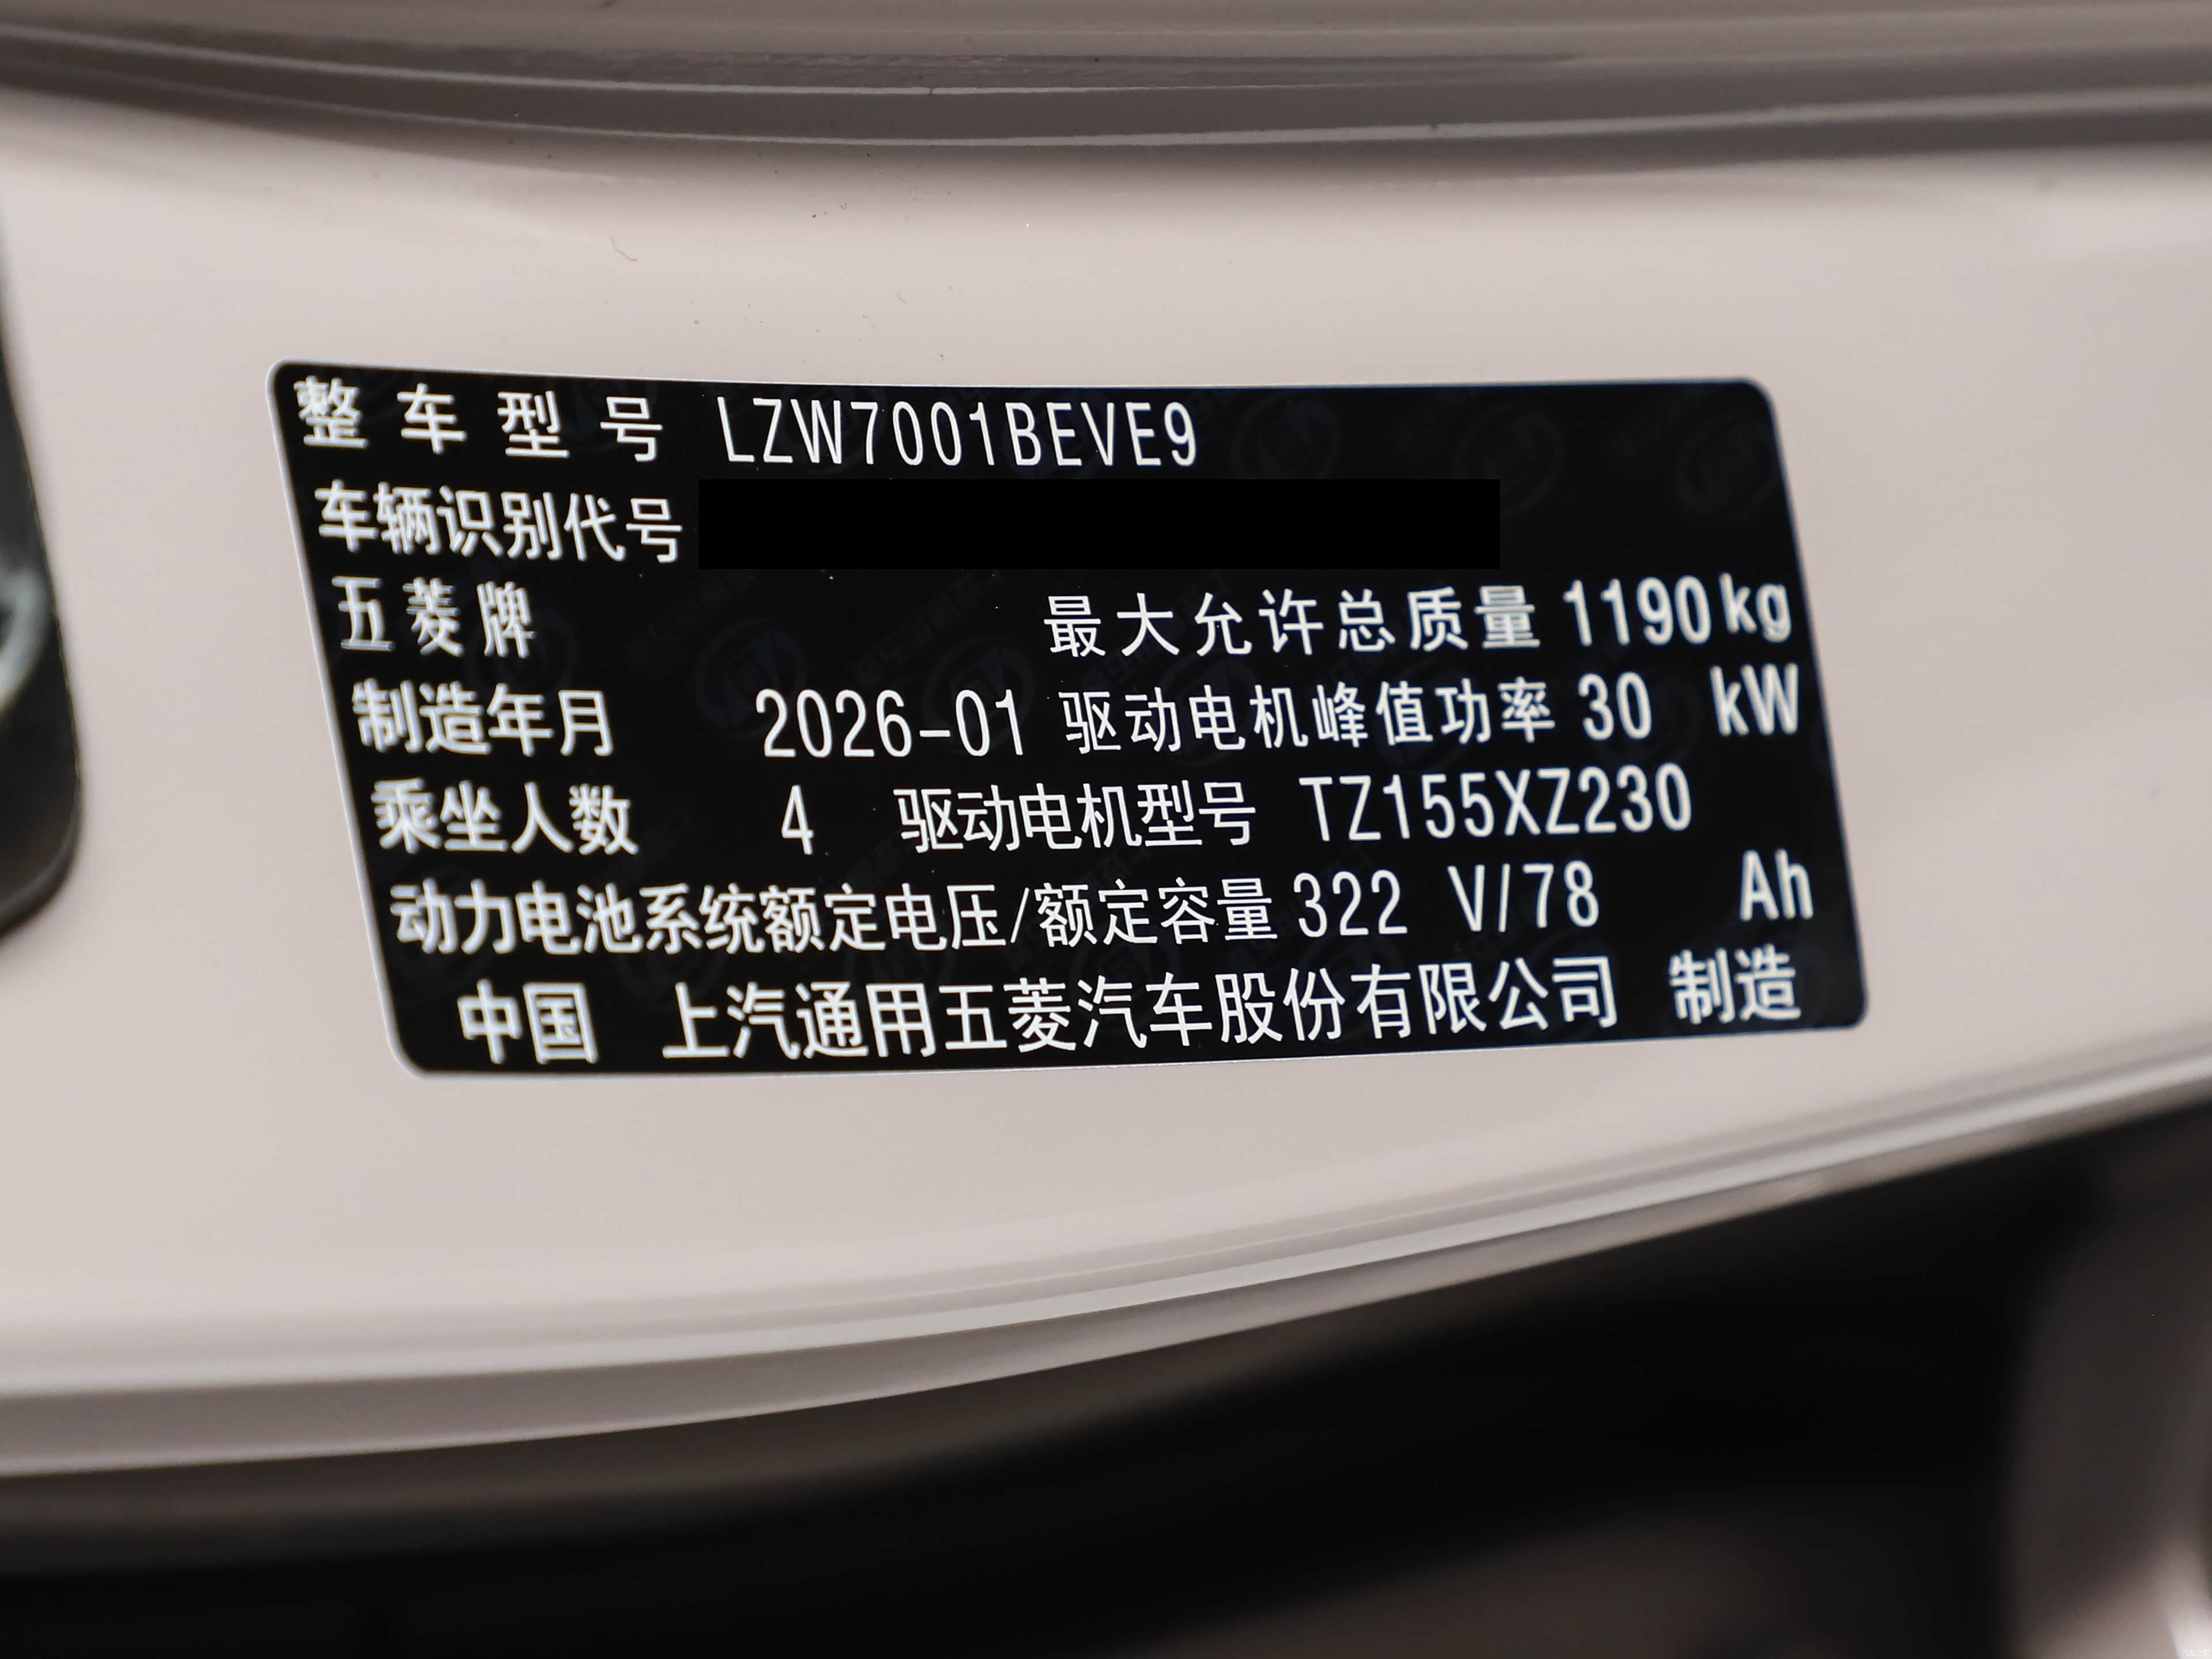 整车型号 LZW7001BEVE9
车辆识别代号
五菱牌 最大允许总质量 1190kg
制造年月 2026-01 驱动电机峰值功率 30 kW
乘坐人数 4 驱动电机型号 TZ155XZ230
动力电池系统额定电压/额定容量 322 V/78 Ah
中国 上汽通用五菱汽车股份有限公司 制造